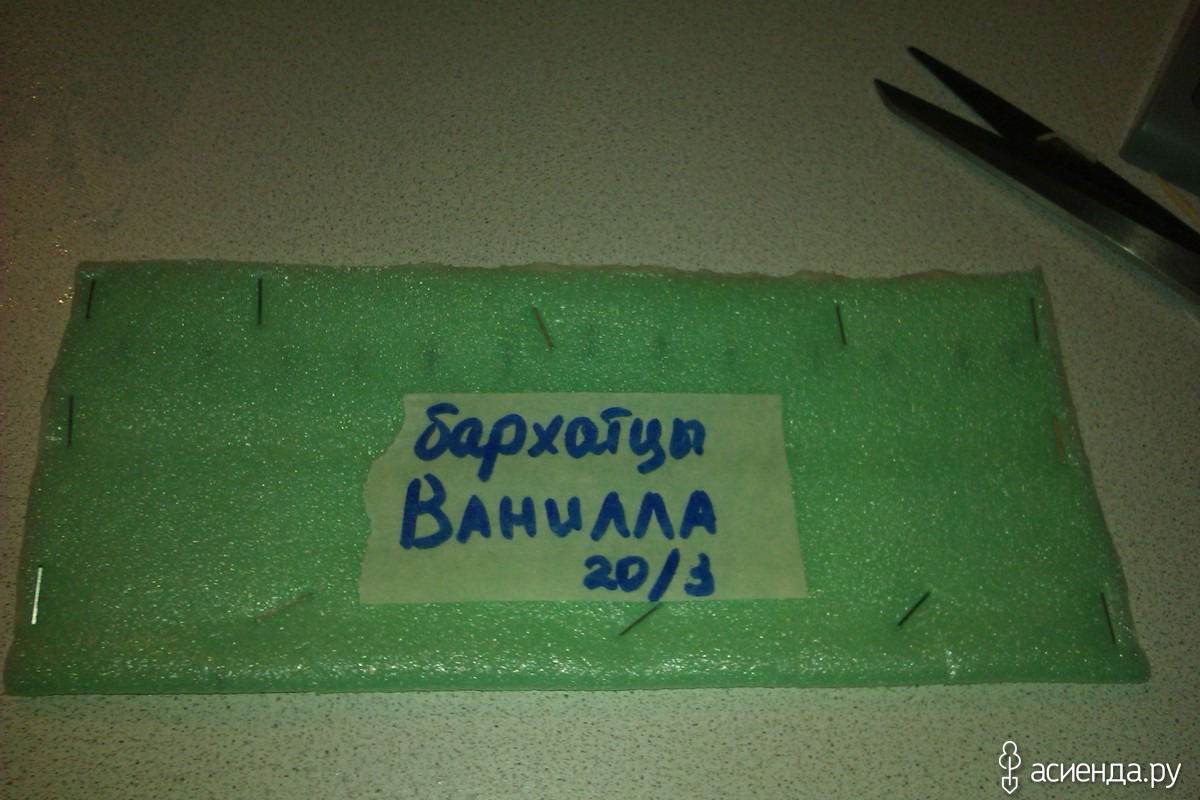 бархатцы
ВАНИЛЛА
20/3
асиенда.ру